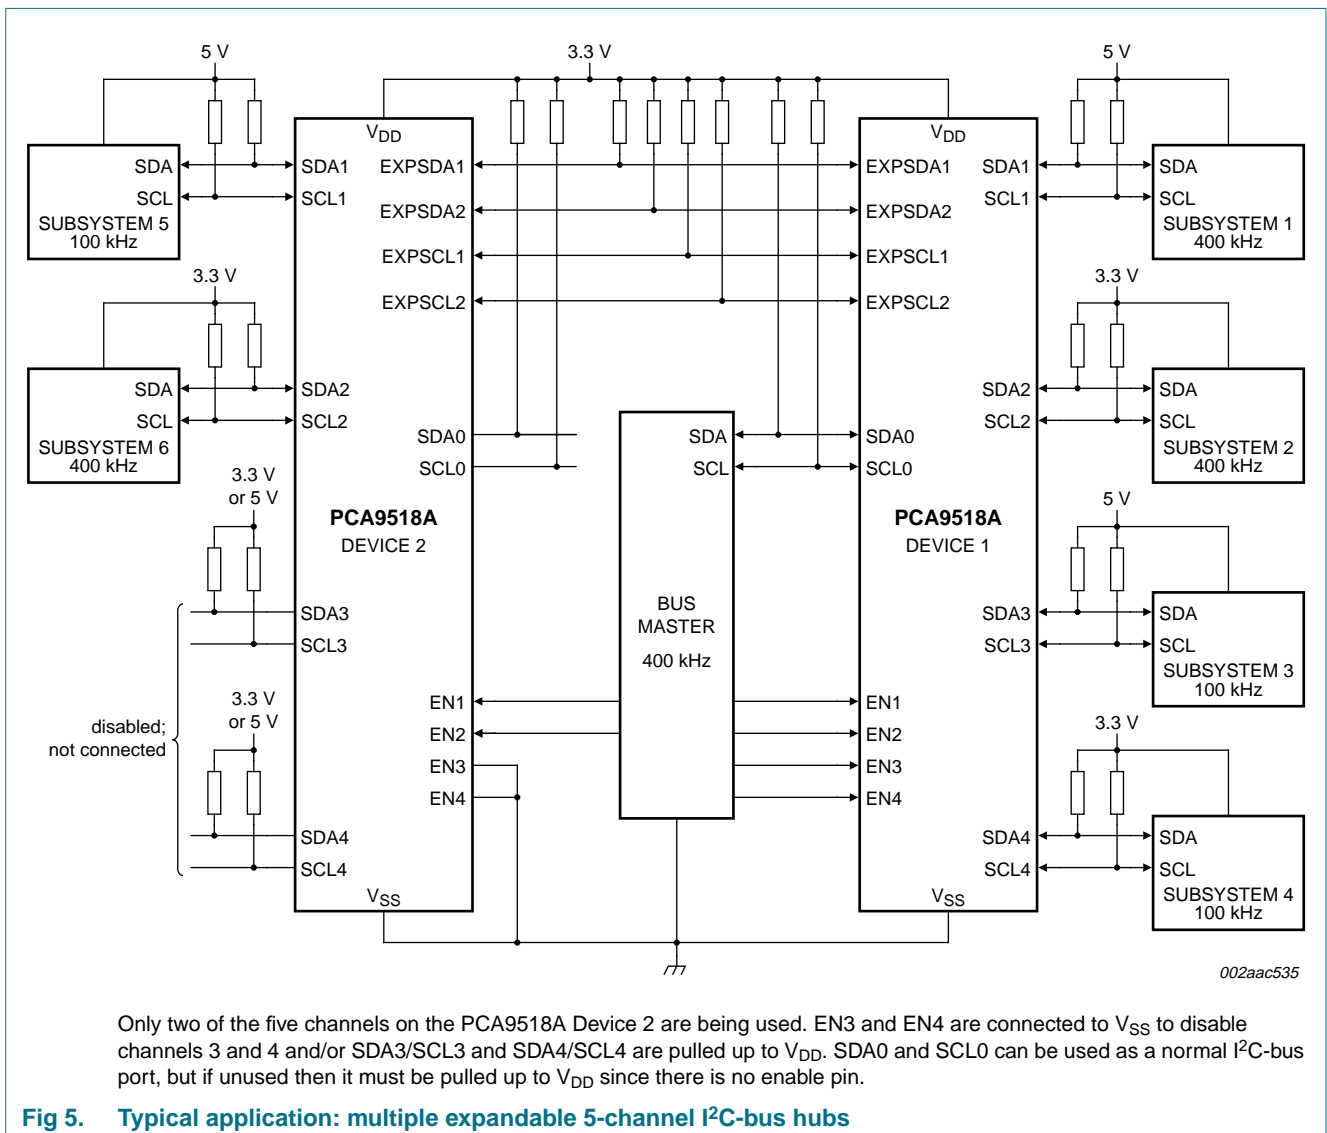 5 V
3.3 V
5 V
VDD
VDD
SDA
SCL
SUBSYSTEM 5
100 kHz
SDA1
SCL1
EXPSDA1
EXPSDA2
EXPSCL1
EXPSCL2
EXPSDA1
EXPSDA2
EXPSCL1
EXPSCL2
SDA1
SCL1
SDA
SCL
SUBSYSTEM 1
400 kHz
3.3 V
3.3 V
SDA
SCL
SUBSYSTEM 6
400 kHz
SDA2
SCL2
SDA0
SCL0
SDA
SCL
SDA0
SCL0
SDA2
SCL2
SDA
SCL
SUBSYSTEM 2
400 kHz
3.3 V
or 5 V
PCA9518A
DEVICE 2
PCA9518A
DEVICE 1
5 V
SDA3
SCL3
BUS
MASTER
400 kHz
SDA3
SCL3
SDA
SCL
SUBSYSTEM 3
100 kHz
3.3 V
or 5 V
disabled;
not connected
EN1
EN2
EN3
EN4
EN1
EN2
EN3
EN4
3.3 V
SDA4
SCL4
SDA4
SCL4
SDA
SCL
SUBSYSTEM 4
100 kHz
VSS
VSS
002aac535
Only two of the five channels on the PCA9518A Device 2 are being used. EN3 and EN4 are connected to VSS to disable
channels 3 and 4 and/or SDA3/SCL3 and SDA4/SCL4 are pulled up to VDD. SDA0 and SCL0 can be used as a normal I2C-bus
port, but if unused then it must be pulled up to VDD since there is no enable pin.
Fig 5. Typical application: multiple expandable 5-channel I2C-bus hubs